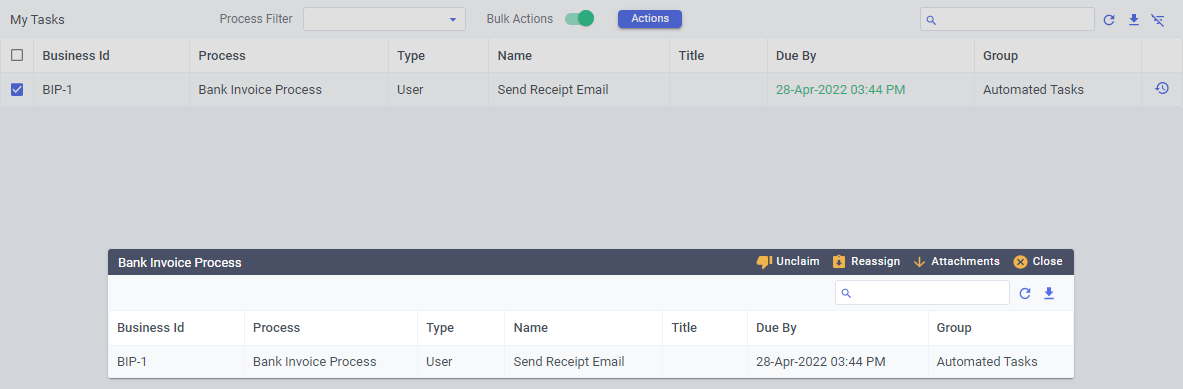 My Tasks Process Filter Bulk Actions Actions
Business Id Process Type Name Title Due By Group
BIP-1 Bank Invoice Process User Send Receipt Email 28-Apr-2022 03:44 PM Automated Tasks
Bank Invoice Process Unclaim Reassign Attachments Close
Business Id Process Type Name Title Due By Group
BIP-1 Bank Invoice Process User Send Receipt Email 28-Apr-2022 03:44 PM Automated Tasks